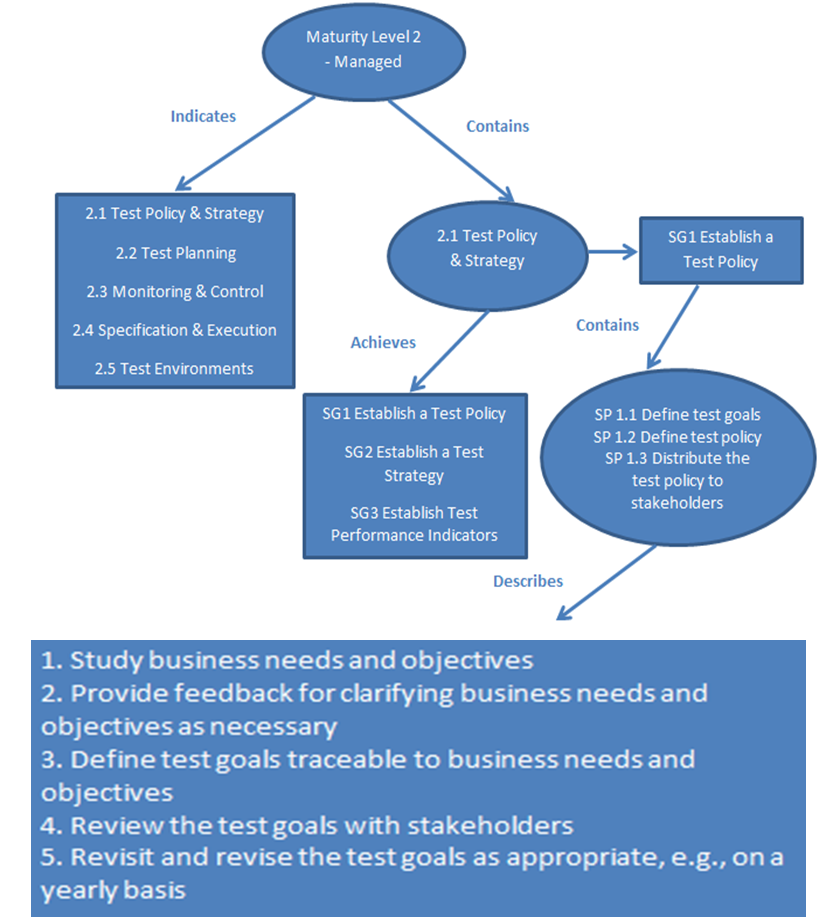 Maturity Level 2
- Managed
Indicates
Contains
2.1 Test Policy & Strategy
2.2 Test Planning
2.3 Monitoring & Control
2.4 Specification & Execution
2.5 Test Environments
2.1 Test Policy
& Strategy
SG1 Establish a
Test Policy
Achieves
Contains
SG1 Establish a Test Policy
SG2 Establish a Test
Strategy
SG3 Establish Test
Performance Indicators
SP 1.1 Define test goals
SP 1.2 Define test policy
SP 1.3 Distribute the
test policy to
stakeholders
Describes
1. Study business needs and objectives
2. Provide feedback for clarifying business needs and
objectives as necessary
3. Define test goals traceable to business needs and
objectives
4. Review the test goals with stakeholders
5. Revisit and revise the test goals as appropriate, e.g., on a
yearly basis